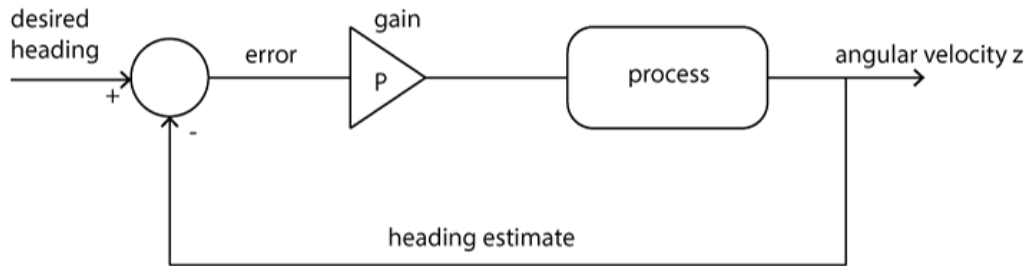 desired
heading
+
-
error
gain
P
process
angular velocity z
heading estimate